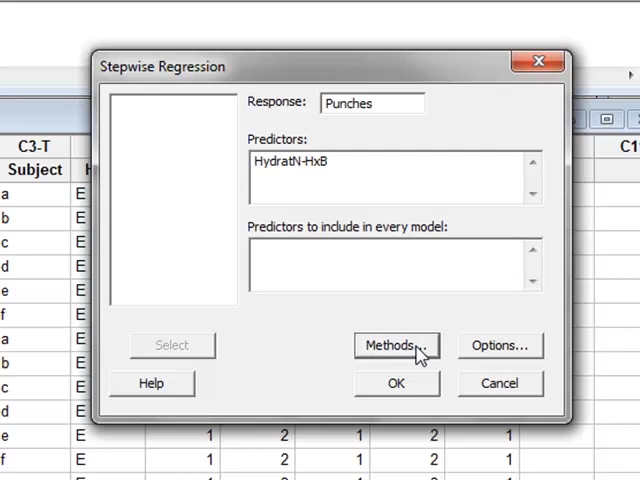 Stepwise Regression
Response: Punches
Predictors:
HydratN-HxB
Predictors to include in every model:
Select
Methods...
Options...
Help
OK
Cancel
C3-T
Subject
a E
b E
c E
d E
e E
f E
a E
b E
c E
d E
e E 1 2 1 2 1
f E 1 2 1 2 1